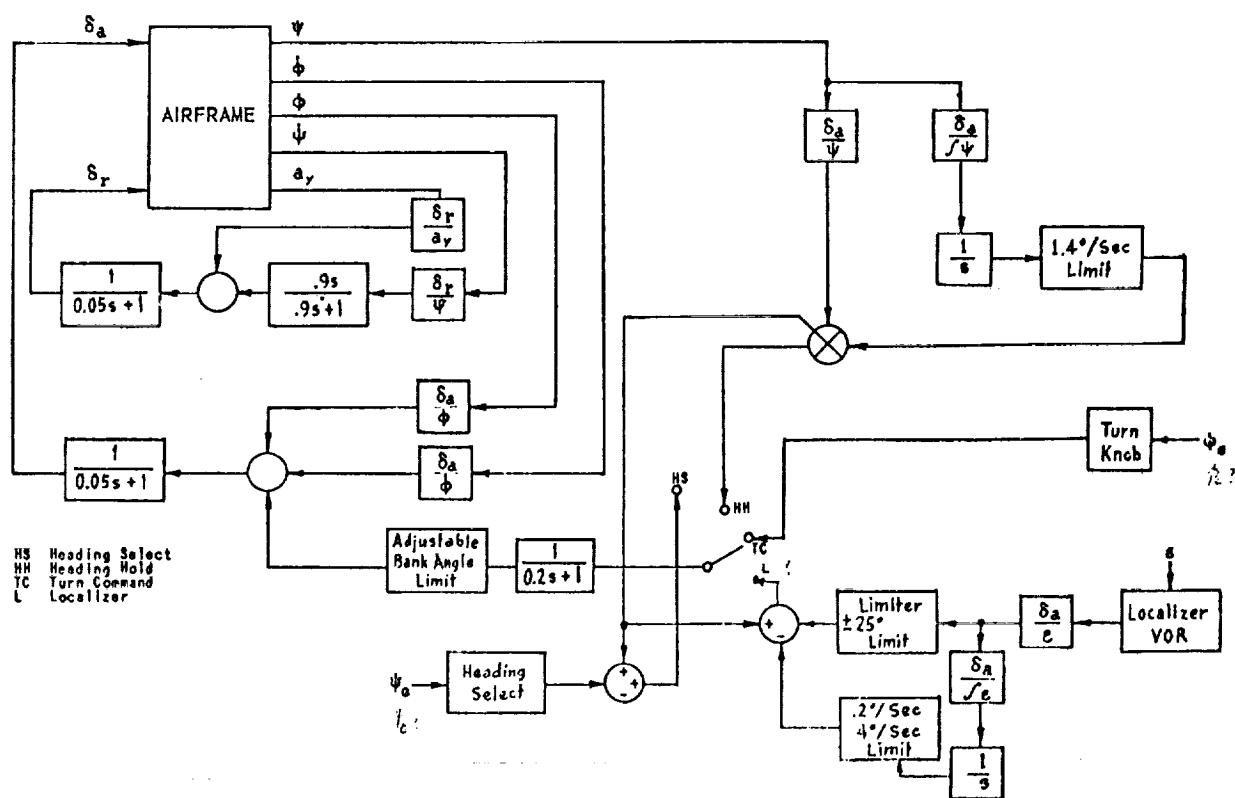 δa
ψ
φ̇
φ
ψ̇
ay
AIRFRAME
δr
δr
ay
1
0.05s + 1
.9s
.9s + 1
δr
ψ̇
δa
ψ
δa
∫ψ
1
s
1.4°/Sec
Limit
δa
φ
δa
φ̇
1
0.05s + 1
Turn
Knob
HS
HH
TC
L
HS Heading Select
HH Heading Hold
TC Turn Command
L Localizer
Adjustable
Bank Angle
Limit
1
0.2s + 1
+
-
Limiter
±25°
Limit
δa
e
Localizer
VOR
ψ
Heading
Select
+
-
+
δA
∫e
.2°/Sec
4°/Sec
Limit
1
s